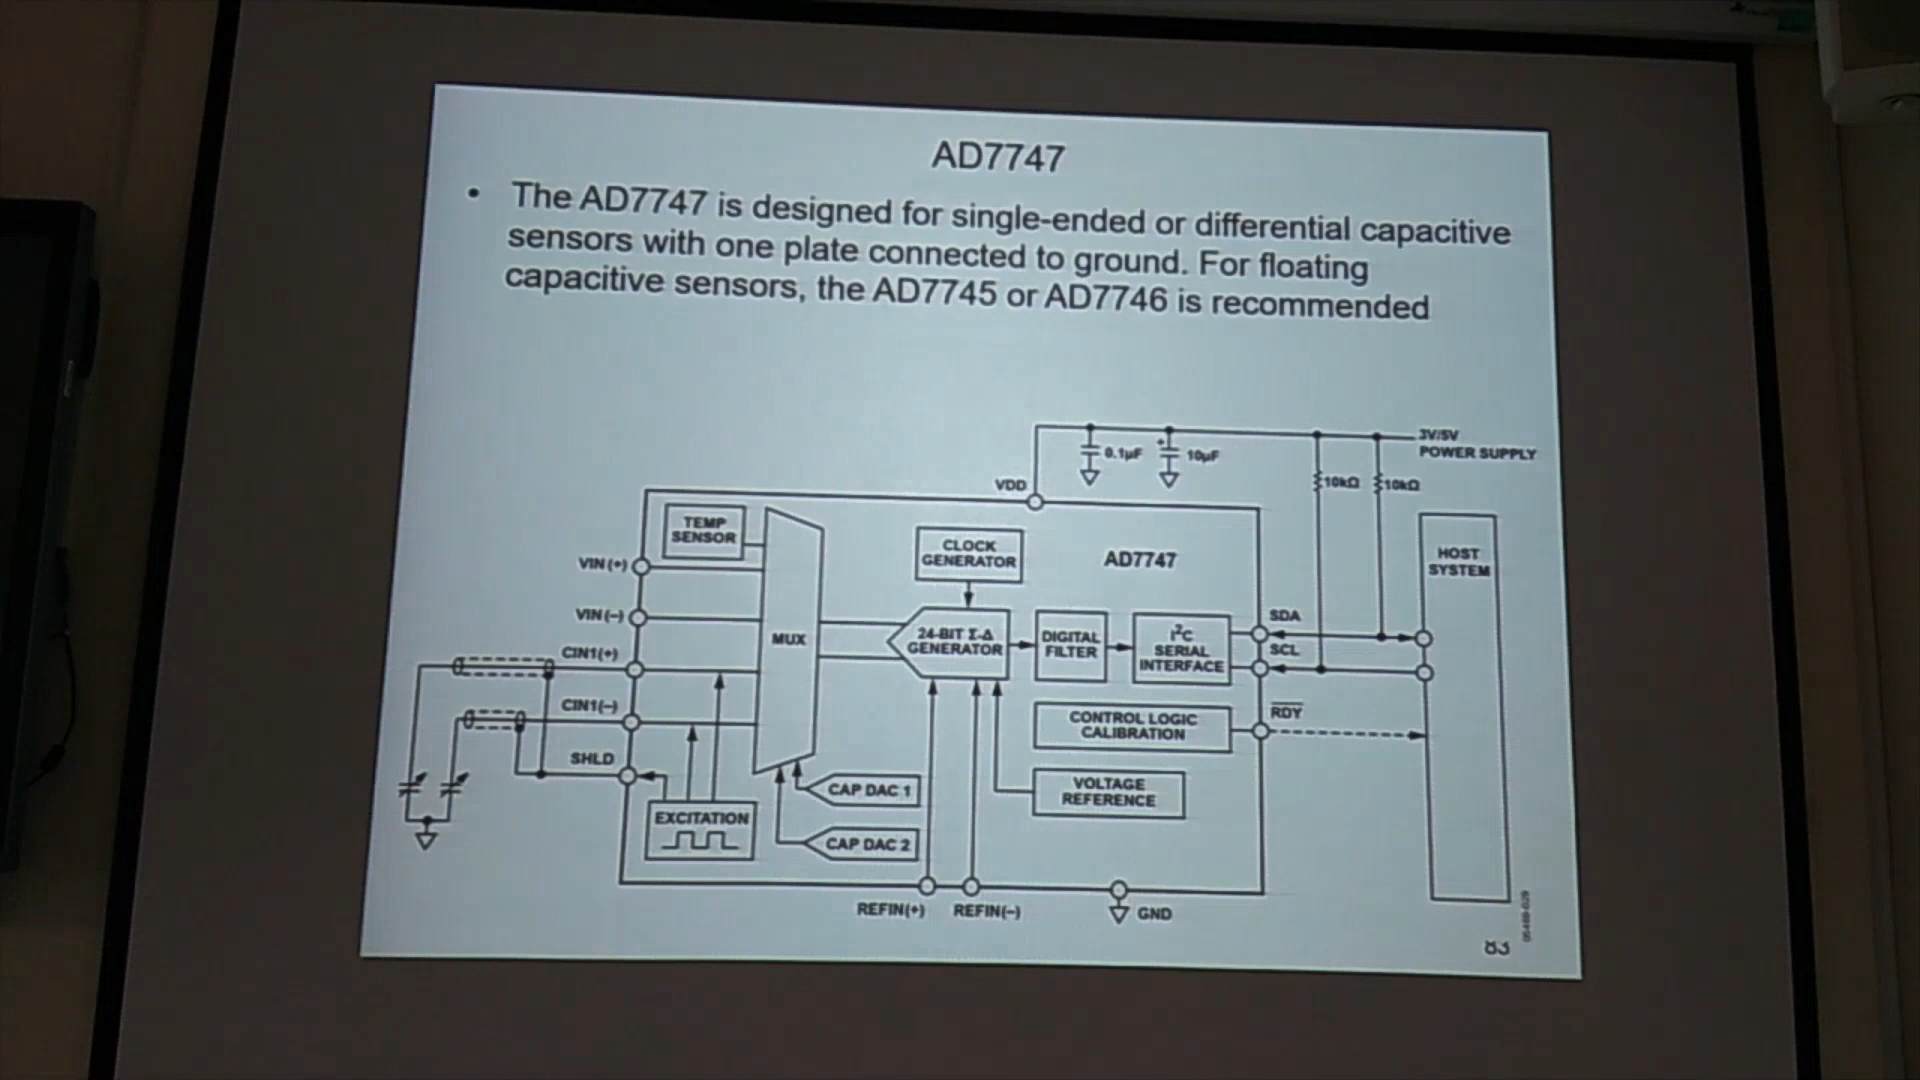 AD7747
• The AD7747 is designed for single-ended or differential capacitive
sensors with one plate connected to ground. For floating
capacitive sensors, the AD7745 or AD7746 is recommended
3V/5V
POWER SUPPLY
0.1µF
10µF
10kΩ
10kΩ
VDD
TEMP
SENSOR
CLOCK
GENERATOR
AD7747
HOST
SYSTEM
VIN(+)
VIN(–)
MUX
24-BIT Σ-Δ
GENERATOR
DIGITAL
FILTER
I²C
SERIAL
INTERFACE
SDA
SCL
CIN1(+)
CIN1(–)
CONTROL LOGIC
CALIBRATION
RDY
SHLD
CAP DAC 1
VOLTAGE
REFERENCE
EXCITATION
CAP DAC 2
REFIN(+)
REFIN(–)
GND
83